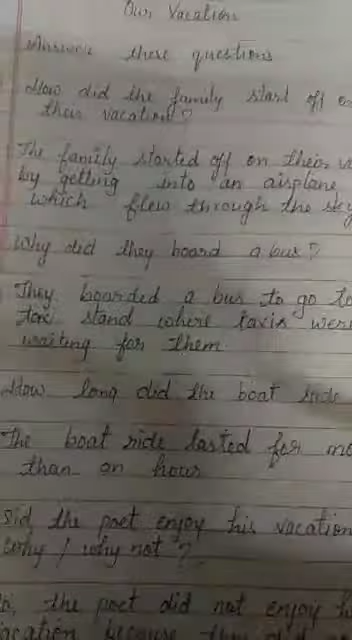 Our Vacation
Answer these questions
How did the family start off on
their vacation?
The family started off on their
by getting into an airplane
which flew through the sky
Why did they board a bus?
They boarded a bus to go to
taxi stand where taxis were
waiting for them.
How long did the boat ride
The boat ride lasted for
than an hour
Did the poet enjoy his vacation
Why / why not?
the poet did not enjoy
because